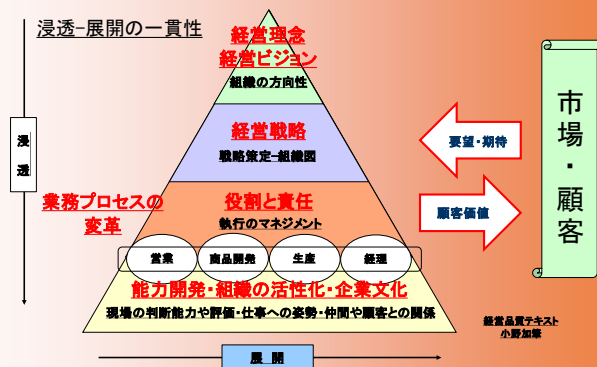 浸透-展開の一貫性
経営理念
経営ビジョン
組織の方向性
経営戦略
戦略策定-組織図
浸透
業務プロセスの
変革
役割と責任
執行のマネジメント
営業
商品開発
生産
経理
能力開発・組織の活性化・企業文化
現場の判断能力や評価・仕事への姿勢・仲間や顧客との関係
展開
要望・期待
顧客価値
市場・顧客
経営品質テキスト
小野加筆